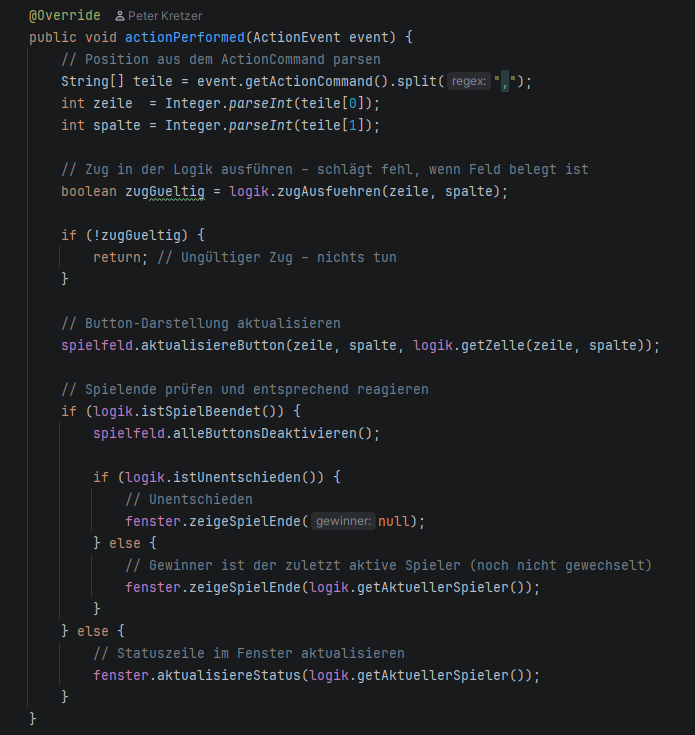 @Override Peter Kretzer
public void actionPerformed(ActionEvent event) {
// Position aus dem ActionCommand parsen
String[] teile = event.getActionCommand().split( regex: ",");
int zeile  = Integer.parseInt(teile[0]);
int spalte = Integer.parseInt(teile[1]);
// Zug in der Logik ausführen – schlägt fehl, wenn Feld belegt ist
boolean zugGueltig = logik.zugAusfuehren(zeile, spalte);
if (!zugGueltig) {
return; // Ungültiger Zug – nichts tun
}
// Button-Darstellung aktualisieren
spielfeld.aktualisiereButton(zeile, spalte, logik.getZelle(zeile, spalte));
// Spielende prüfen und entsprechend reagieren
if (logik.istSpielBeendet()) {
spielfeld.alleButtonsDeaktivieren();
if (logik.istUnentschieden()) {
// Unentschieden
fenster.zeigeSpielEnde( gewinner: null);
} else {
// Gewinner ist der zuletzt aktive Spieler (noch nicht gewechselt)
fenster.zeigeSpielEnde(logik.getAktuellerSpieler());
}
} else {
// Statuszeile im Fenster aktualisieren
fenster.aktualisiereStatus(logik.getAktuellerSpieler());
}
}